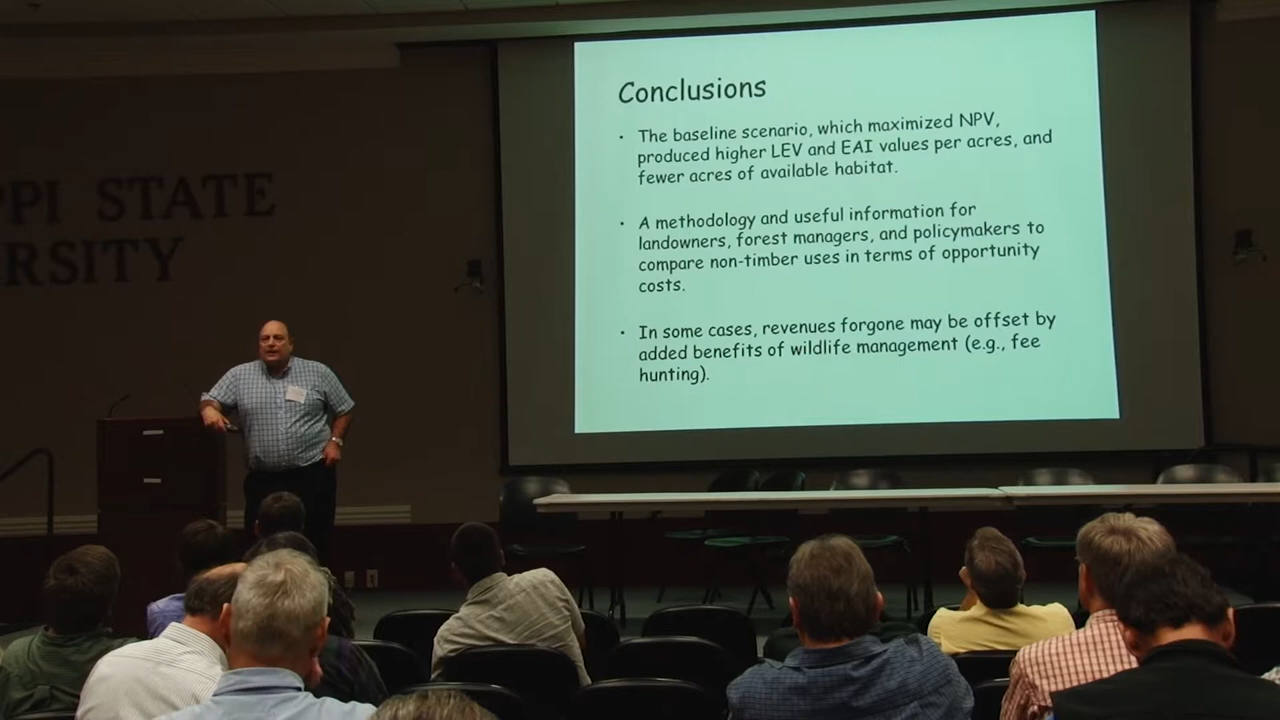 PPI STATE
RSITY
Conclusions
• The baseline scenario, which maximized NPV,
produced higher LEV and EAI values per acres, and
fewer acres of available habitat.
• A methodology and useful information for
landowners, forest managers, and policymakers to
compare non-timber uses in terms of opportunity
costs.
• In some cases, revenues forgone may be offset by
added benefits of wildlife management (e.g., fee
hunting).